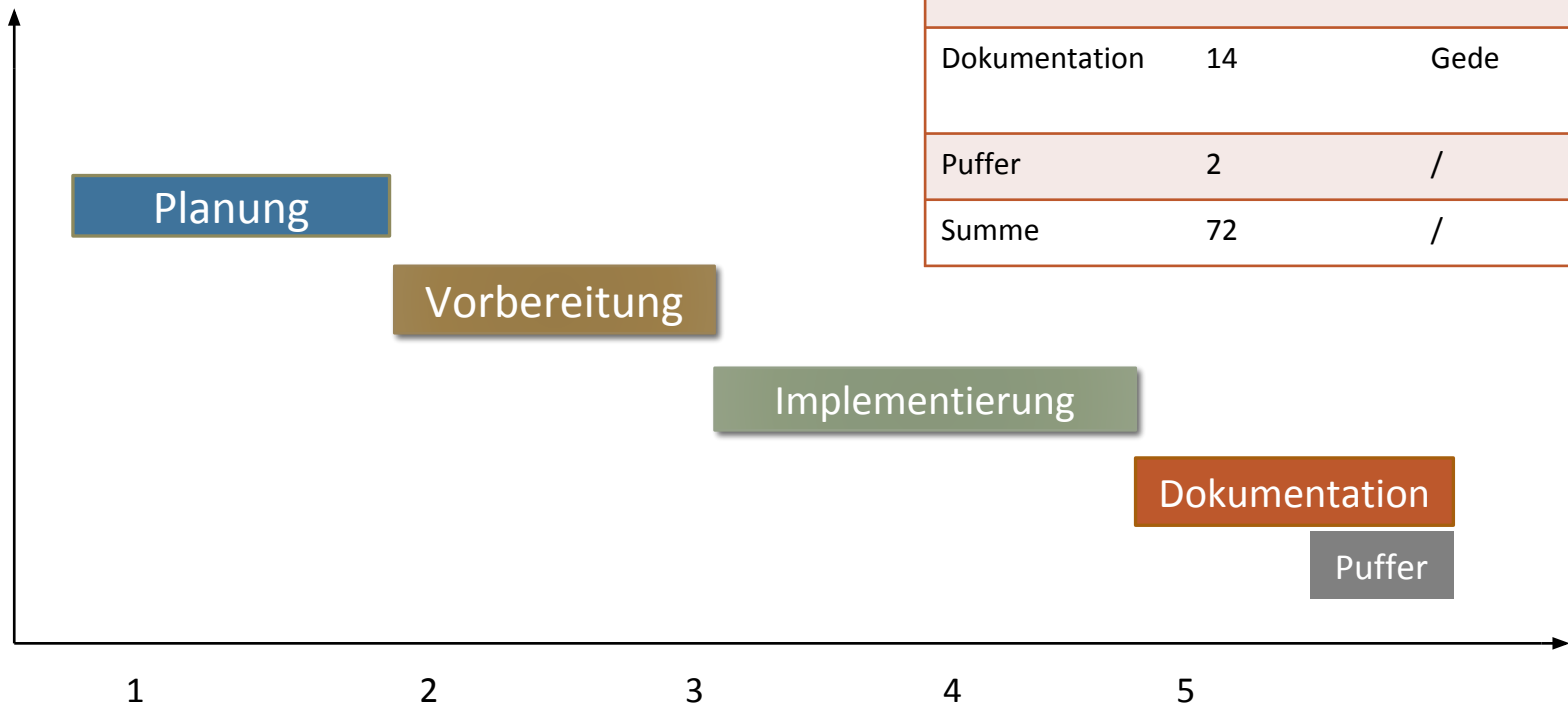 Dokumentation 14 Gede
Puffer 2 /
Summe 72 /
Planung
Vorbereitung
Implementierung
Dokumentation
Puffer
1 2 3 4 5